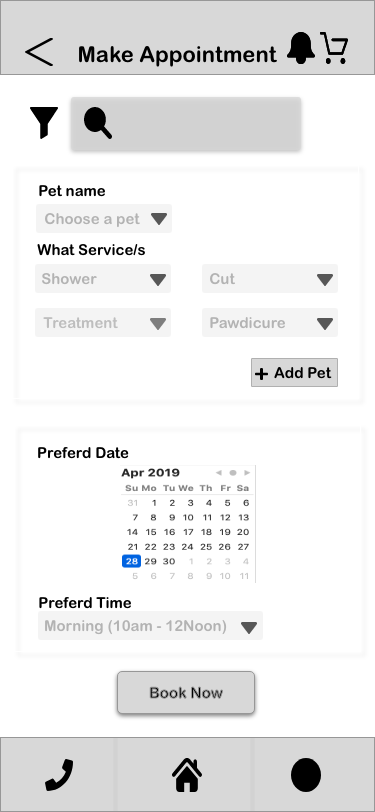 Make Appointment
Pet name
Choose a pet
What Service/s
Shower Cut
Treatment Pawdicure
+ Add Pet
Preferd Date
Apr 2019
Su Mo Tu We Th Fr Sa
31 1 2 3 4 5 6
7 8 9 10 11 12 13
14 15 16 17 18 19 20
21 22 23 24 25 26 27
28 29 30 1 2 3 4
5 6 7 8 9 10 11
Preferd Time
Morning (10am - 12Noon)
Book Now